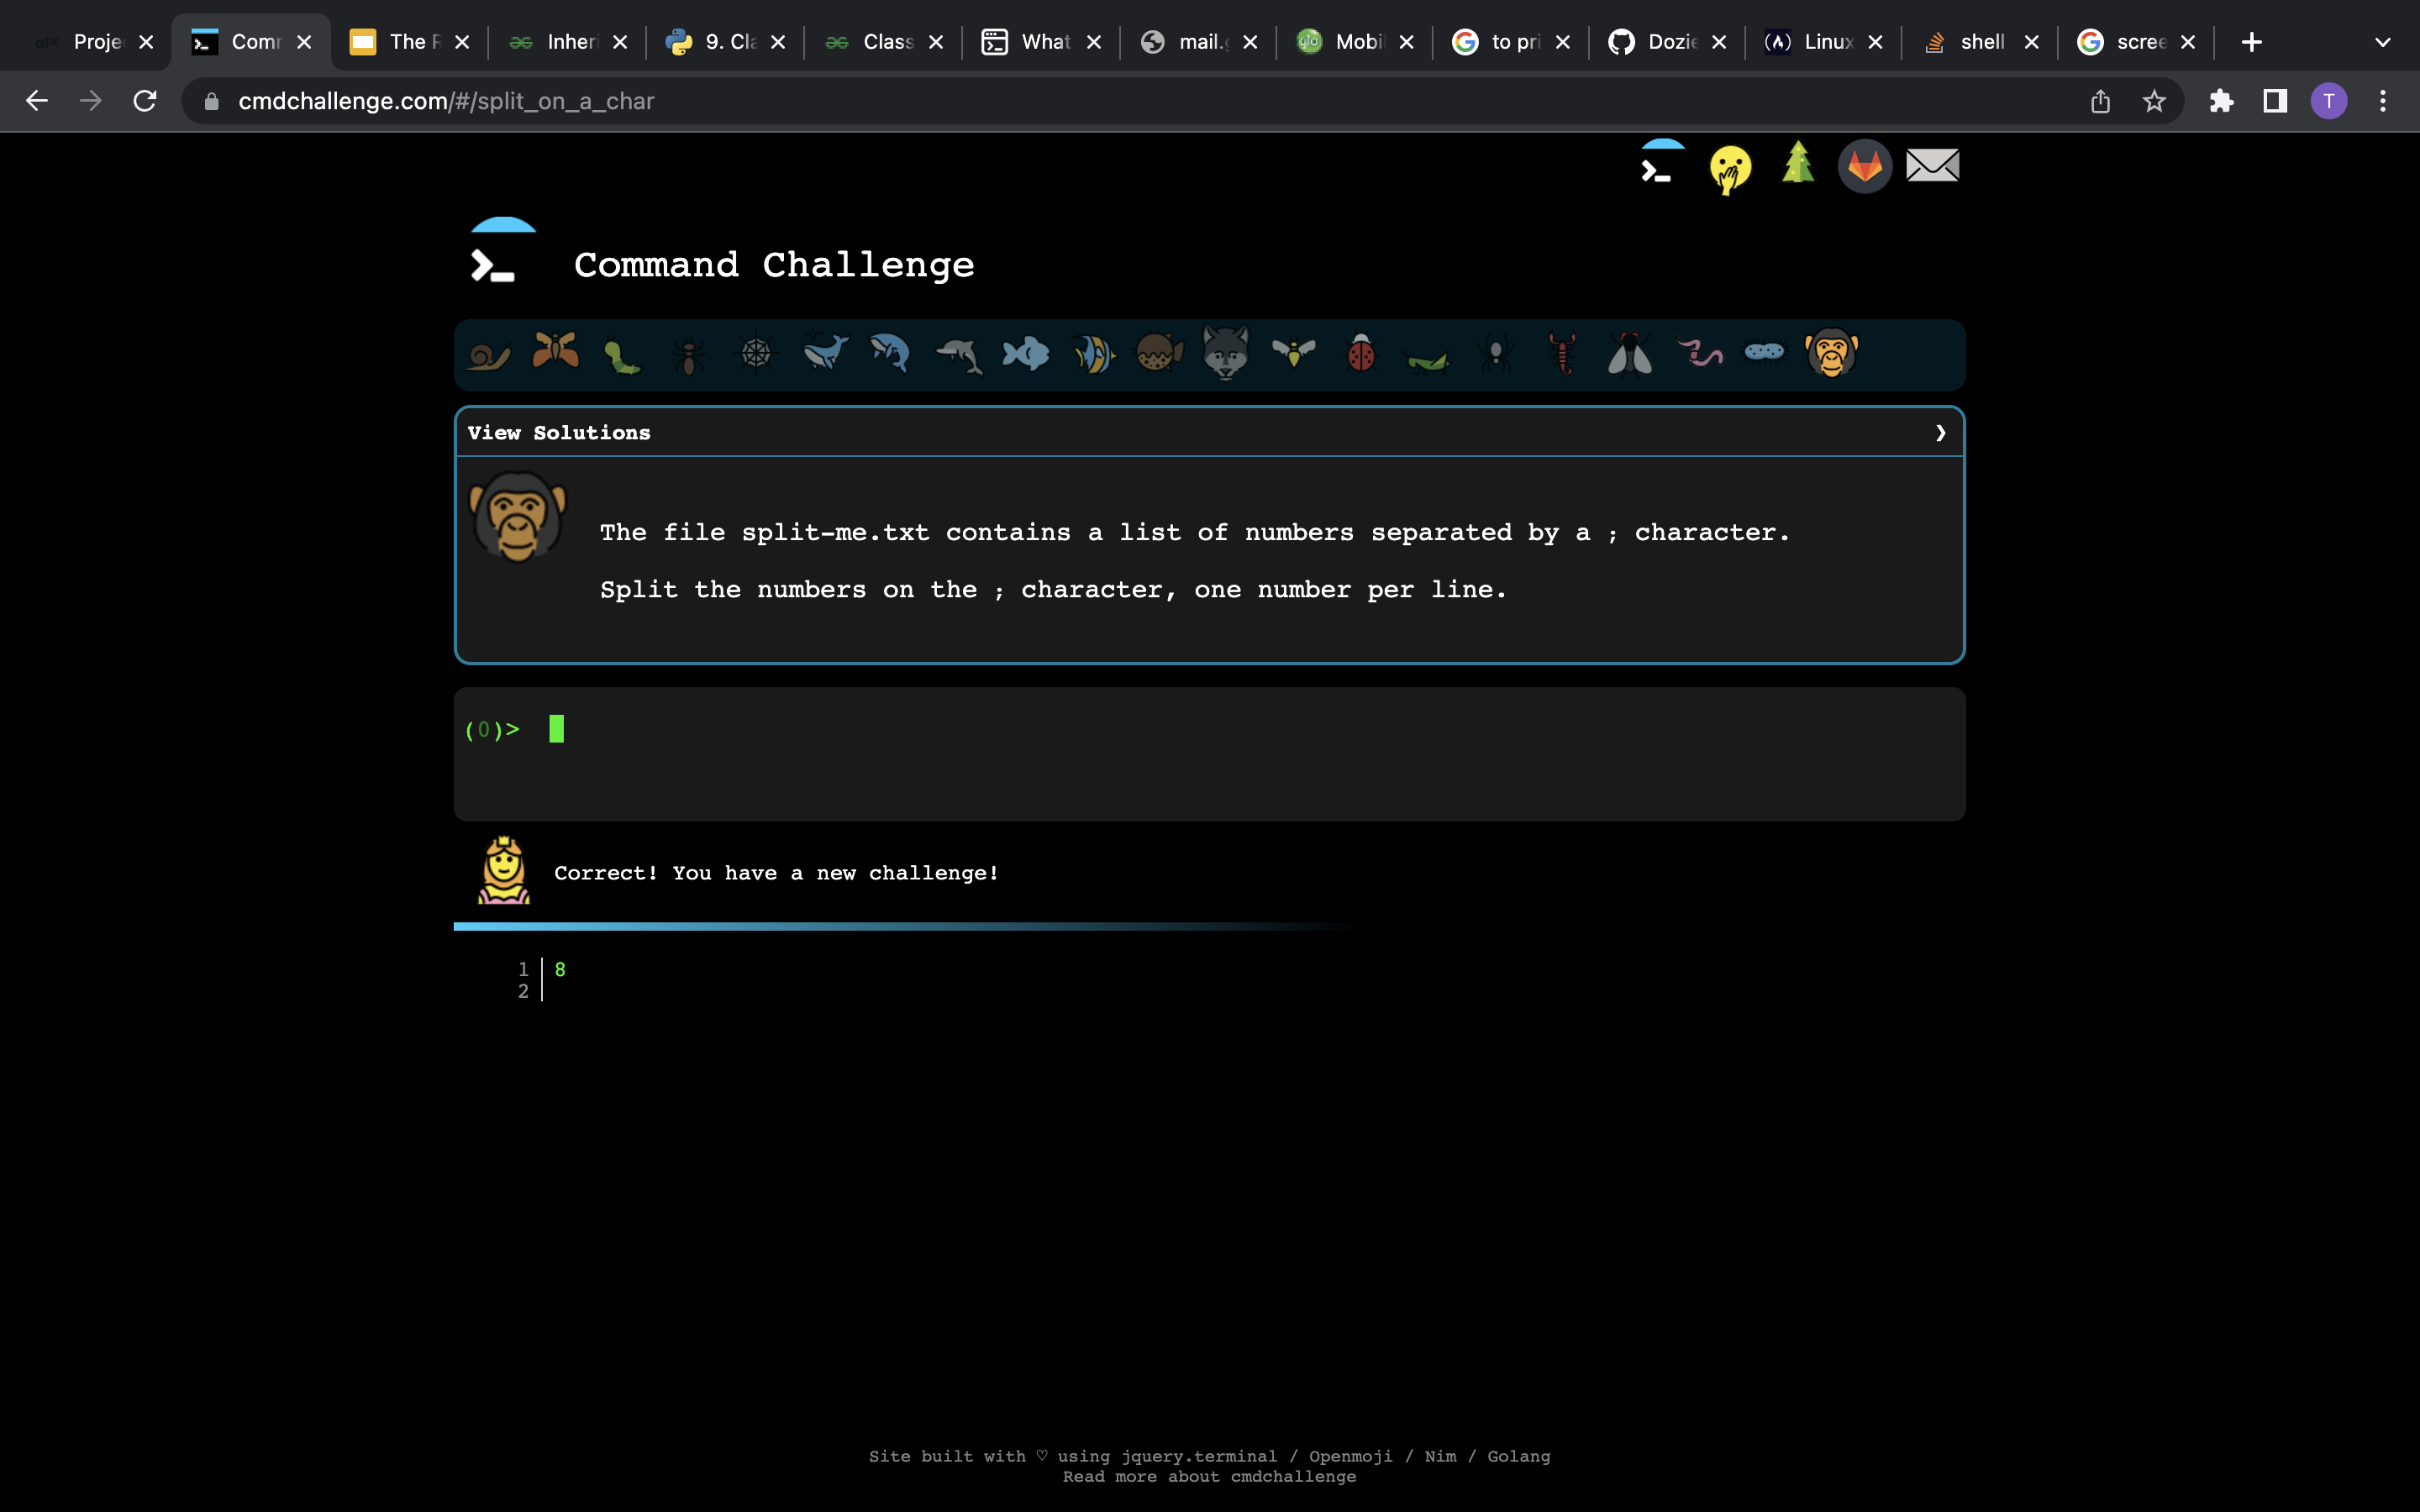 Proje
Comr
The R
Inheri
9. Cla
Class
What
mail.g
Mobil
to pri
Dozie
Linux
shell
scree
cmdchallenge.com/#/split_on_a_char
T
Command Challenge
View Solutions
The file split-me.txt contains a list of numbers separated by a ; character.
Split the numbers on the ; character, one number per line.
(0)>
Correct! You have a new challenge!
1 8
2
Site built with ♡ using jquery.terminal / Openmoji / Nim / Golang
Read more about cmdchallenge